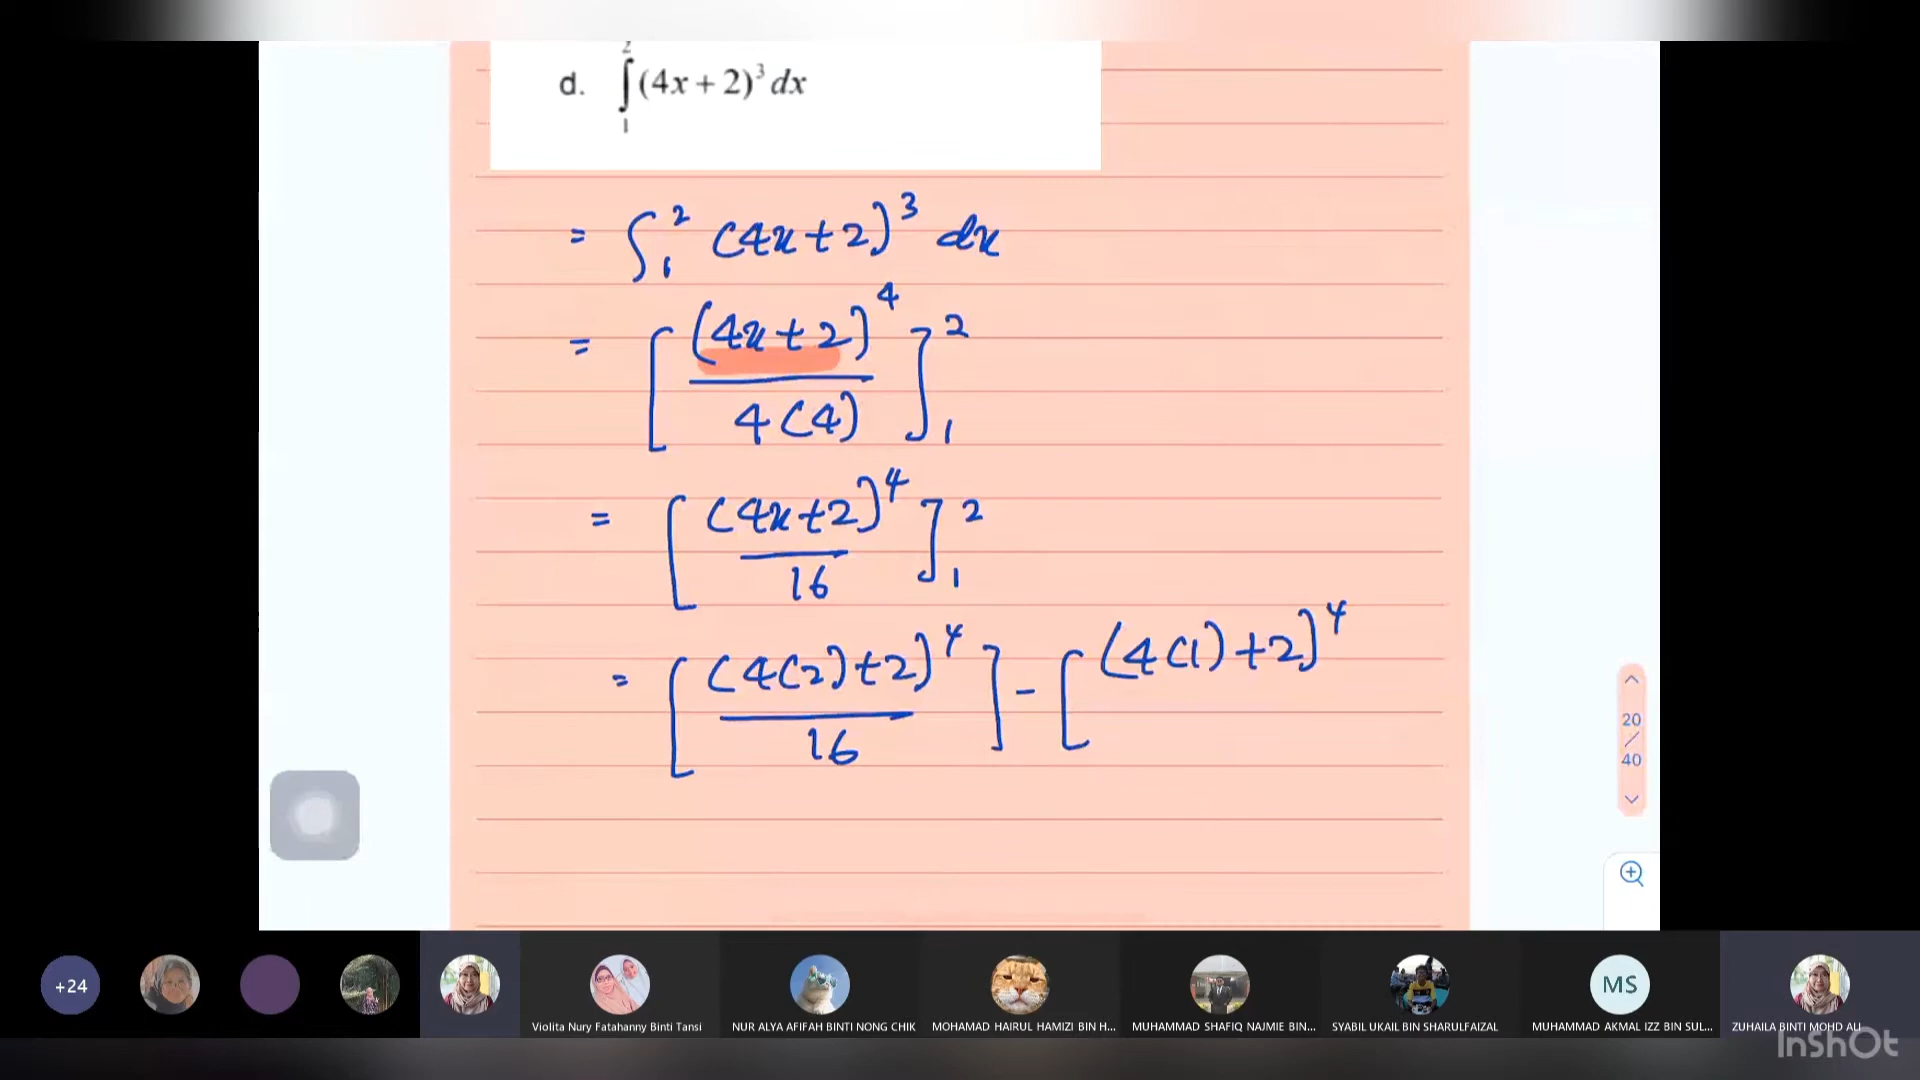 2
d. ∫(4x + 2)³ dx
1
= ∫₁² (4x+2)³ dx
= [(4x+2)⁴ / 4(4)]₁²
= [(4x+2)⁴ / 16]₁²
= [(4(2)+2)⁴ / 16] - [(4(1)+2)⁴
20
/
40
+24
MS
Violita Nury Fatahanny Binti Tansi
NUR ALYA AFIFAH BINTI NONG CHIK
MOHAMAD HAIRUL HAMIZI BIN H...
MUHAMMAD SHAFIQ NAJMIE BIN...
SYABIL UKAIL BIN SHARULFAIZAL
MUHAMMAD AKMAL IZZ BIN SUL...
ZUHAILA BINTI MOHD ALI
InShOt